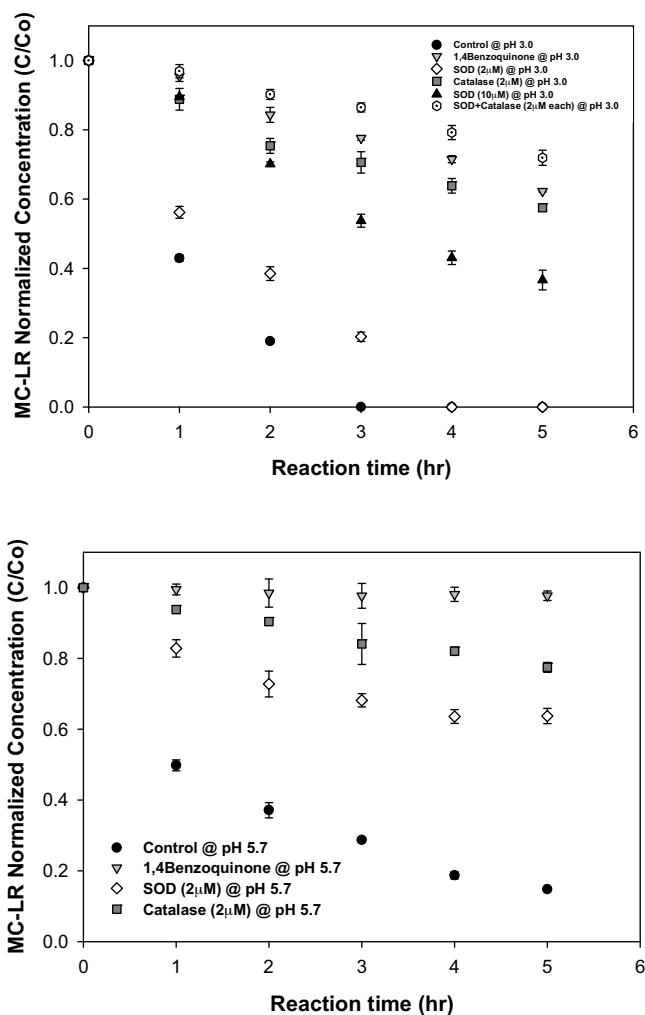 Control @ pH 3.0
1,4Benzoquinone @ pH 3.0
SOD (2μM) @ pH 3.0
Catalase (2μM) @ pH 3.0
SOD (10μM) @ pH 3.0
SOD+Catalase (2μM each) @ pH 3.0
MC-LR Normalized Concentration (C/Co)
1.0
0.8
0.6
0.4
0.2
0.0
0 1 2 3 4 5 6
Reaction time (hr)
MC-LR Normalized Concentration (C/Co)
1.0
0.8
0.6
0.4
0.2
0.0
Control @ pH 5.7
1,4Benzoquinone @ pH 5.7
SOD (2μM) @ pH 5.7
Catalase (2μM) @ pH 5.7
0 1 2 3 4 5 6
Reaction time (hr)